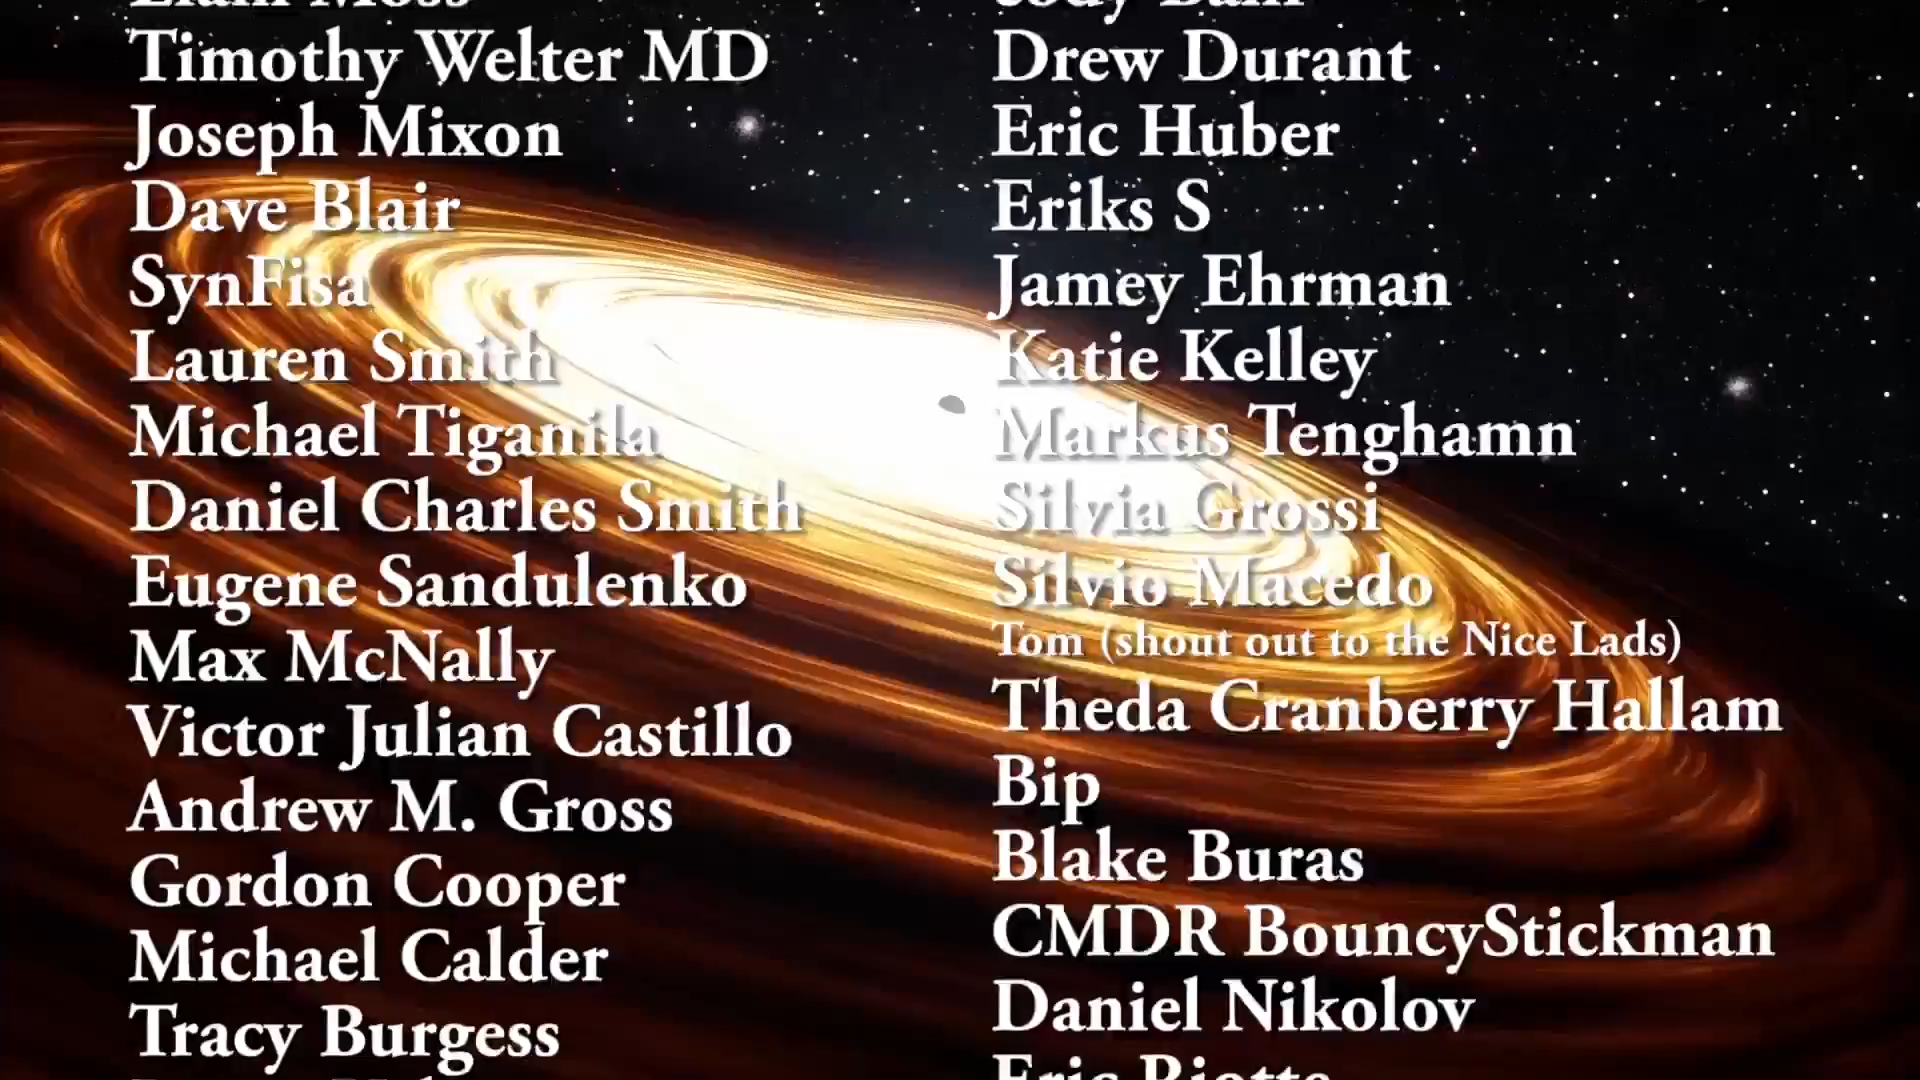 Timothy Welter MD
Joseph Mixon
Dave Blair
SynFisa
Lauren Smith
Michael Tiganila
Daniel Charles Smith
Eugene Sandulenko
Max McNally
Victor Julian Castillo
Andrew M. Gross
Gordon Cooper
Michael Calder
Tracy Burgess
Drew Durant
Eric Huber
Eriks S
Jamey Ehrman
Katie Kelley
Markus Tenghamn
Silvia Grossi
Silvio Macedo
Tom (shout out to the Nice Lads)
Theda Cranberry Hallam
Bip
Blake Buras
CMDR BouncyStickman
Daniel Nikolov